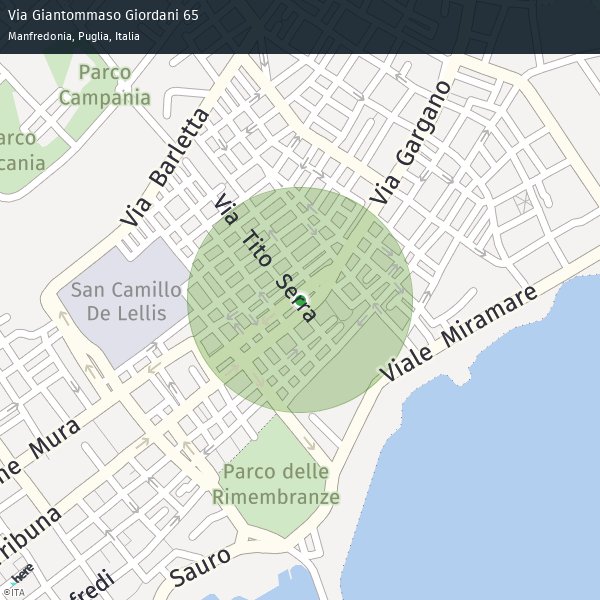 Via Giantommaso Giordani 65
Manfredonia, Puglia, Italia
Parco
Campania
arco
cania
Via Barletta
Via Gargano
Via Tito Serra
San Camillo
De Lellis
Viale Miramare
ne Mura
Parco delle
Rimembranze
ribuna
Sauro
fredi
here
©ITA